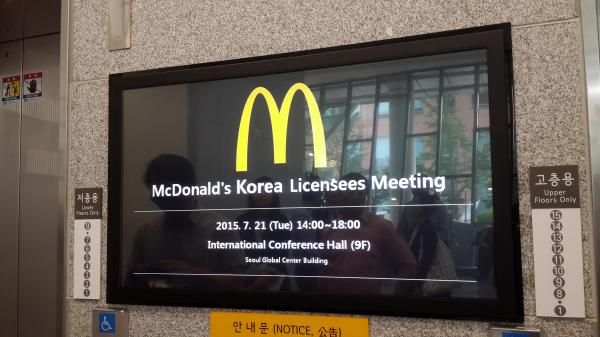 McDonald's Korea Licensees Meeting
2015. 7. 21 (Tue) 14:00~18:00
International Conference Hall (9F)
Seoul Global Center Building
저층용
Lower
Floors Only
9
7
6
5
4
3
2
1
고층용
Upper
Floors Only
15
14
13
12
11
10
9
8
1
안 내 문 (NOTICE, 公告)